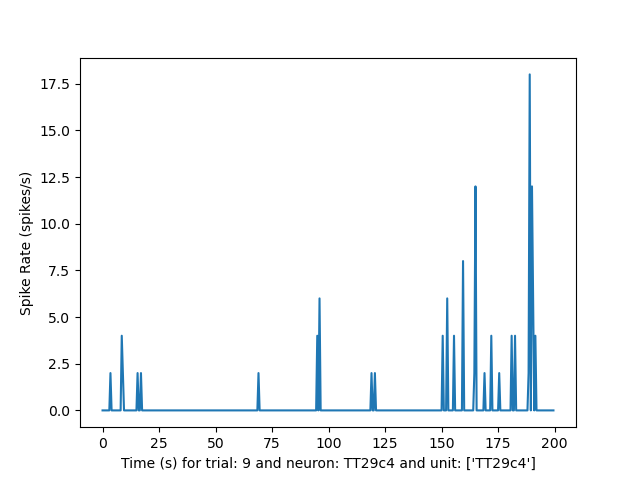 17.5
15.0
12.5
10.0
7.5
5.0
2.5
0.0
Spike Rate (spikes/s)
0 25 50 75 100 125 150 175 200
Time (s) for trial: 9 and neuron: TT29c4 and unit: ['TT29c4']